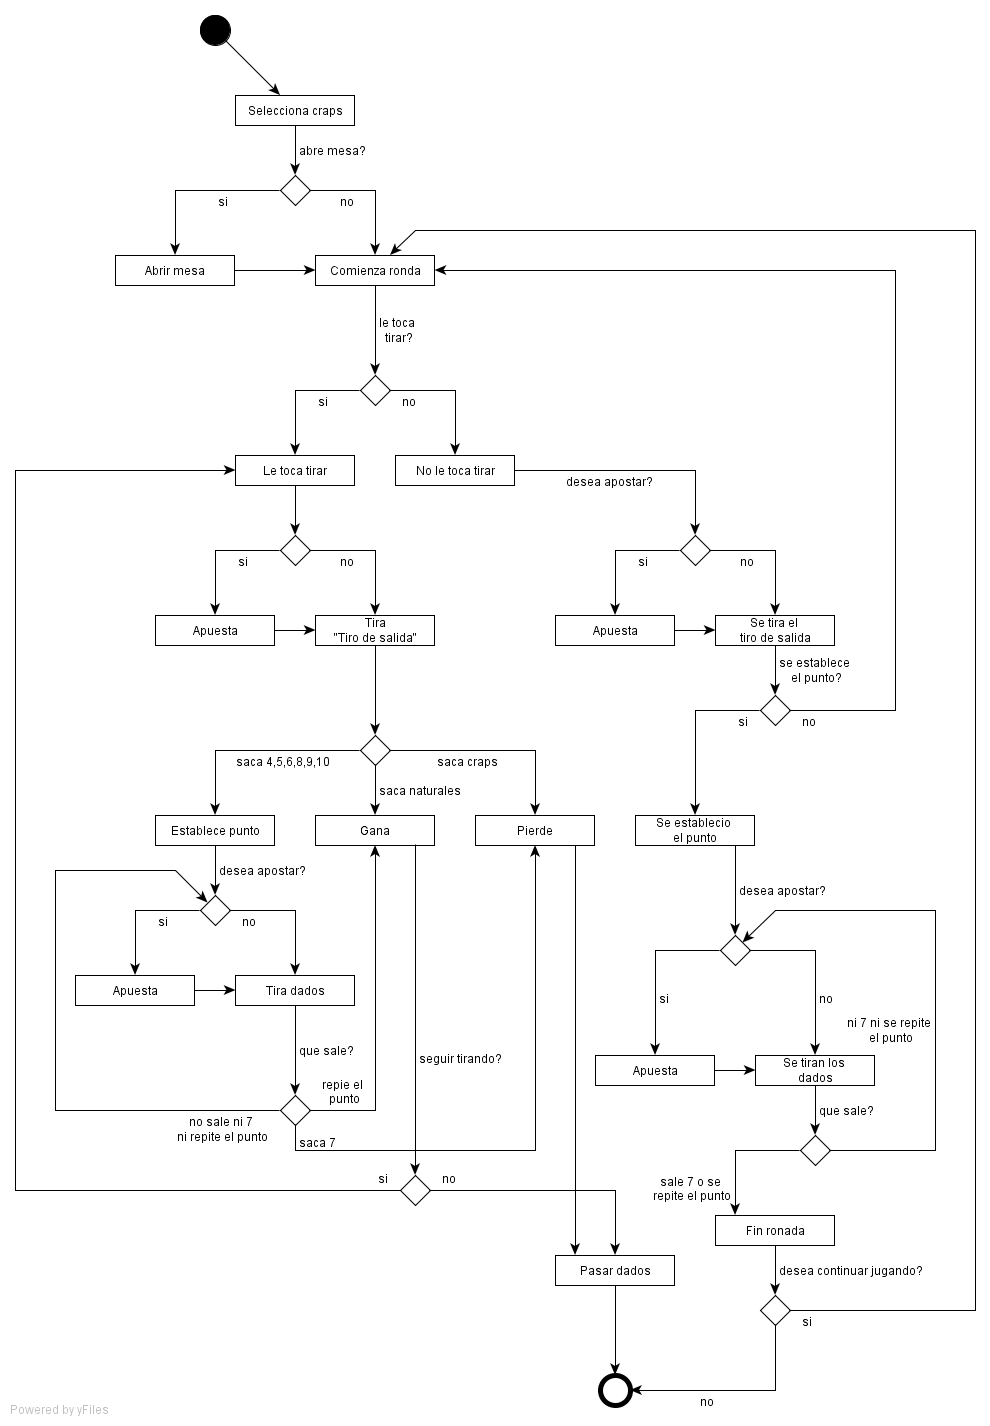 Selecciona craps
abre mesa?
si
no
Abrir mesa
Comienza ronda
le toca
tirar?
si
no
Le toca tirar
No le toca tirar
desea apostar?
si
no
si
no
Apuesta
Tira
"Tiro de salida"
Apuesta
Se tira el
tiro de salida
se establece
el punto?
si
no
saca 4,5,6,8,9,10
saca craps
saca naturales
Establece punto
Gana
Pierde
Se establecio
el punto
desea apostar?
desea apostar?
si
no
Apuesta
Tira dados
si
no
ni 7 ni se repite
el punto
que sale?
seguir tirando?
Apuesta
Se tiran los
dados
repie el
punto
que sale?
no sale ni 7
ni repite el punto
saca 7
si
no
sale 7 o se
repite el punto
Fin ronada
Pasar dados
desea continuar jugando?
si
no
Powered by yFiles